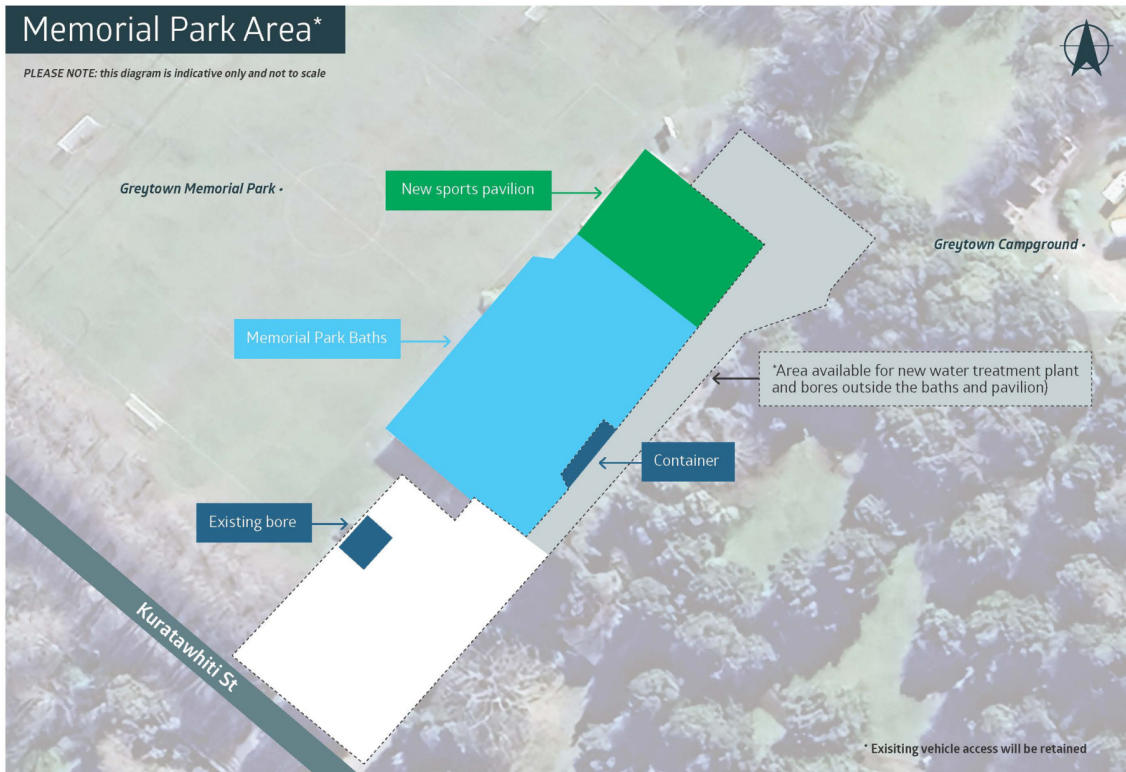 Memorial Park Area*
PLEASE NOTE: this diagram is indicative only and not to scale
Greytown Memorial Park •
New sports pavilion
Greytown Campground •
Memorial Park Baths
*Area available for new water treatment plant
and bores outside the baths and pavilion)
Container
Existing bore
Kuratawhiti St
* Exisiting vehicle access will be retained